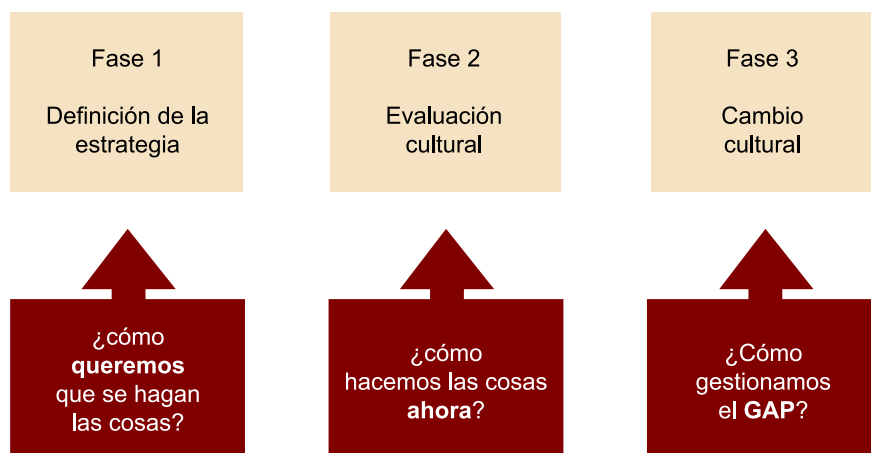 Fase 1
Definición de la
estrategia
Fase 2
Evaluación
cultural
Fase 3
Cambio
cultural
¿cómo
queremos
que se hagan
las cosas?
¿cómo
hacemos las cosas
ahora?
¿Cómo
gestionamos
el GAP?